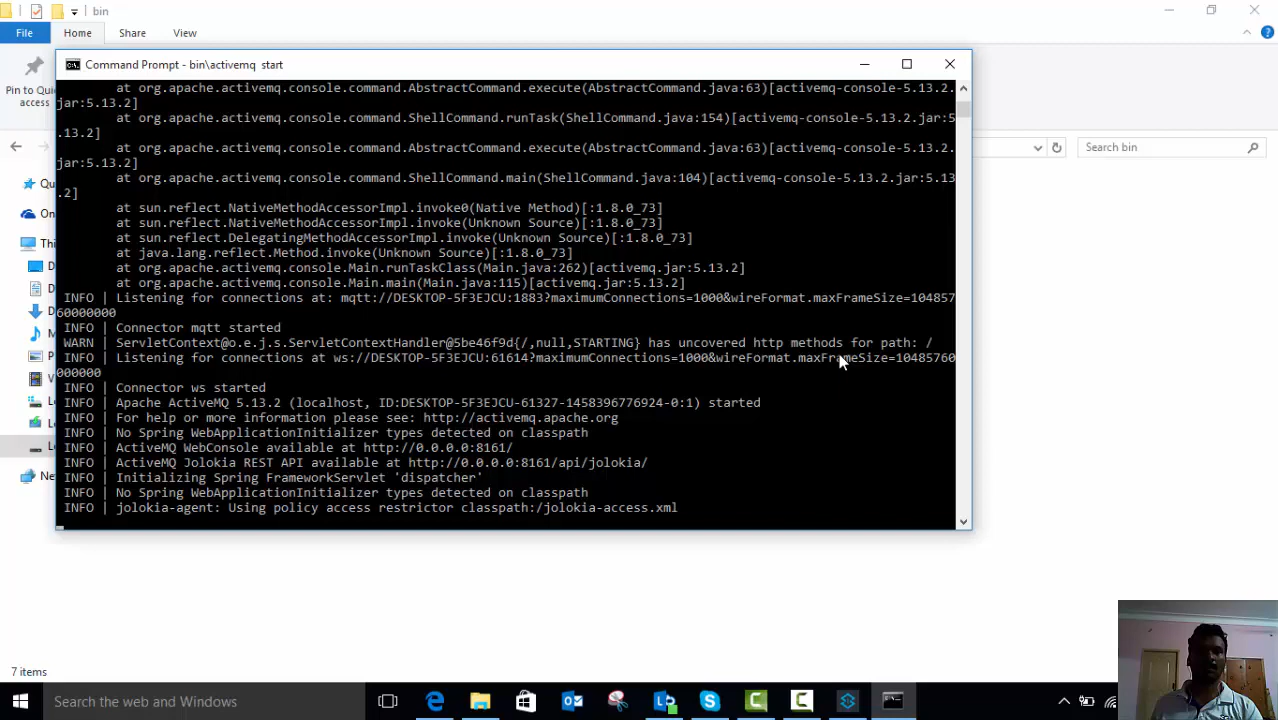 bin
File
Home
Share
View
Command Prompt - bin\activemq  start
Pin to Quic
access
at org.apache.activemq.console.command.AbstractCommand.execute(AbstractCommand.java:63)[activemq-console-5.13.2.
jar:5.13.2]
at org.apache.activemq.console.command.ShellCommand.runTask(ShellCommand.java:154)[activemq-console-5.13.2.jar:5
.13.2]
at org.apache.activemq.console.command.AbstractCommand.execute(AbstractCommand.java:63)[activemq-console-5.13.2.
jar:5.13.2]
at org.apache.activemq.console.command.ShellCommand.main(ShellCommand.java:104)[activemq-console-5.13.2.jar:5.13
.2]
at sun.reflect.NativeMethodAccessorImpl.invoke0(Native Method)[:1.8.0_73]
at sun.reflect.NativeMethodAccessorImpl.invoke(Unknown Source)[:1.8.0_73]
at sun.reflect.DelegatingMethodAccessorImpl.invoke(Unknown Source)[:1.8.0_73]
at java.lang.reflect.Method.invoke(Unknown Source)[:1.8.0_73]
at org.apache.activemq.console.Main.runTaskClass(Main.java:262)[activemq.jar:5.13.2]
at org.apache.activemq.console.Main.main(Main.java:115)[activemq.jar:5.13.2]
INFO | Listening for connections at: mqtt://DESKTOP-5F3EJCU:1883?maximumConnections=1000&wireFormat.maxFrameSize=1048576
60000000
INFO | Connector mqtt started
WARN | ServletContext@o.e.j.s.ServletContextHandler@5be46f9d{/,null,STARTING} has uncovered http methods for path: /
INFO | Listening for connections at ws://DESKTOP-5F3EJCU:61614?maximumConnections=1000&wireFormat.maxFrameSize=10485760
000000
INFO | Connector ws started
INFO | Apache ActiveMQ 5.13.2 (localhost, ID:DESKTOP-5F3EJCU-61327-1458396776924-0:1) started
INFO | For help or more information please see: http://activemq.apache.org
INFO | No Spring WebApplicationInitializer types detected on classpath
INFO | ActiveMQ WebConsole available at http://0.0.0.0:8161/
INFO | ActiveMQ Jolokia REST API available at http://0.0.0.0:8161/api/jolokia/
INFO | Initializing Spring FrameworkServlet 'dispatcher'
INFO | No Spring WebApplicationInitializer types detected on classpath
INFO | jolokia-agent: Using policy access restrictor classpath:/jolokia-access.xml
Search bin
Qu
On
Thi
D
D
D
M
P
V
Lo
Lo
Net
7 items
Search the web and Windows